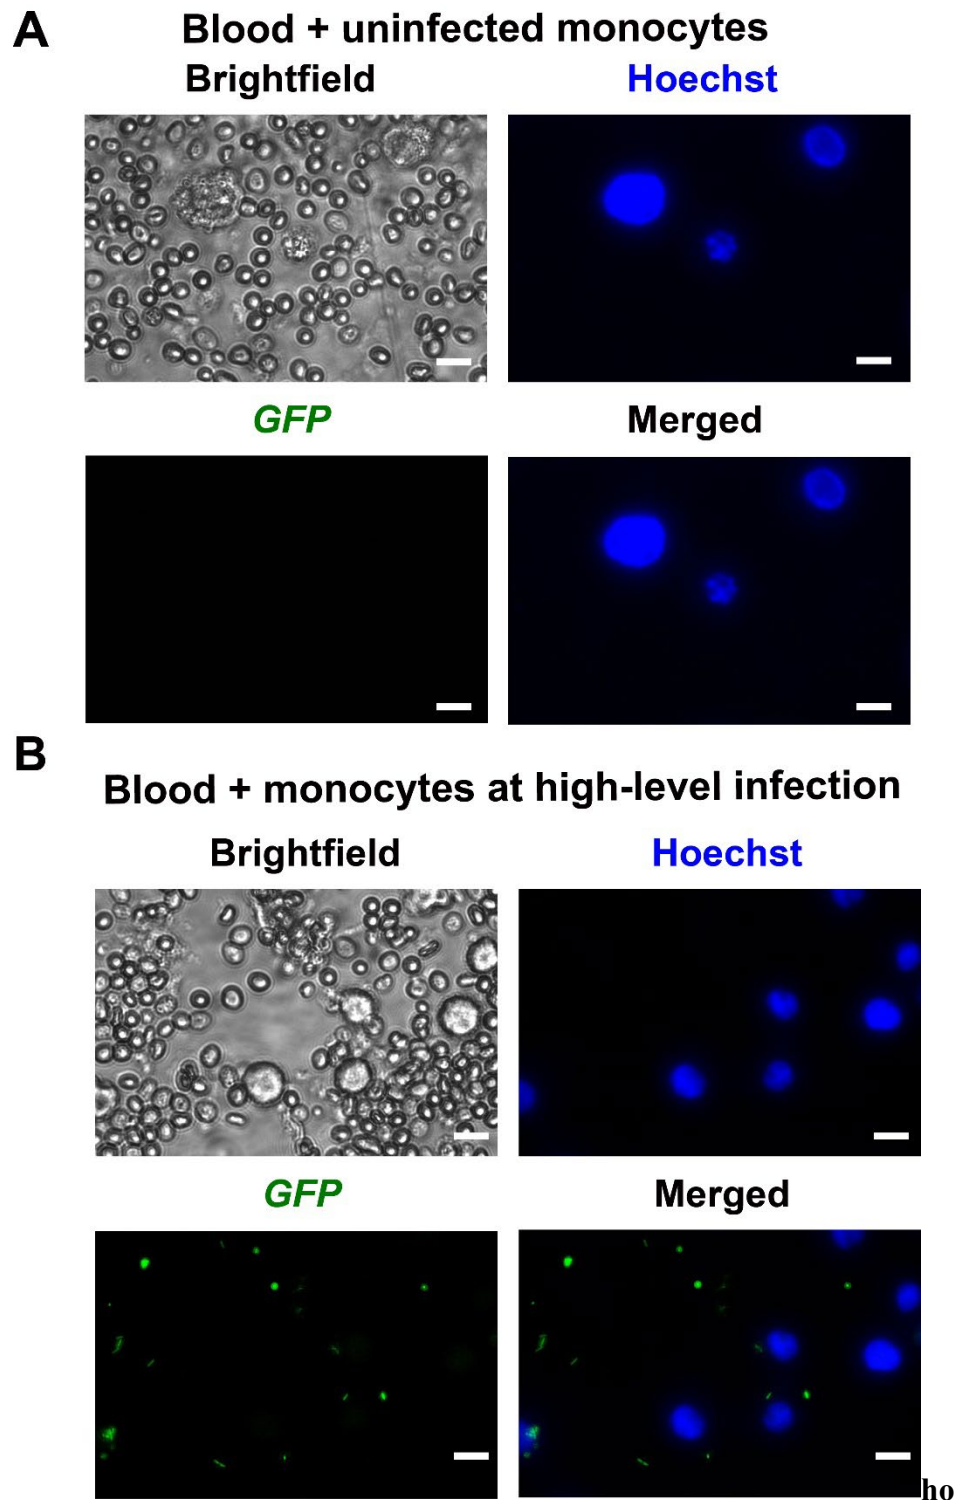 A
Blood + uninfected monocytes
Brightfield
Hoechst
GFP
Merged
B
Blood + monocytes at high-level infection
Brightfield
Hoechst
GFP
Merged
ho